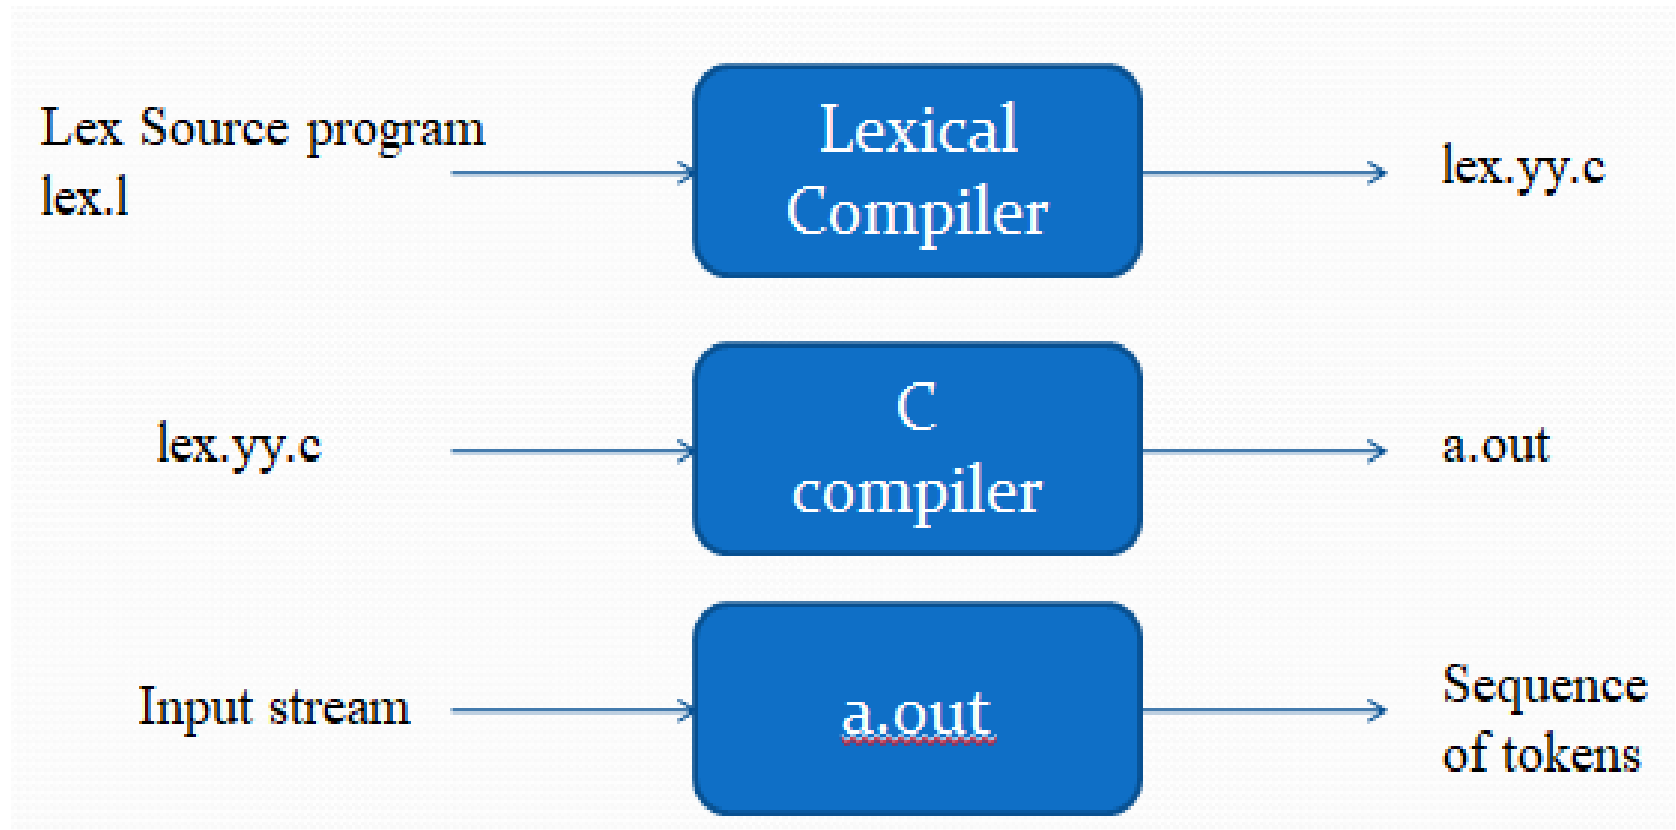 Lex Source program
lex.l
Lexical
Compiler
lex.yy.c
lex.yy.c
C
compiler
a.out
Input stream
a.out
Sequence
of tokens